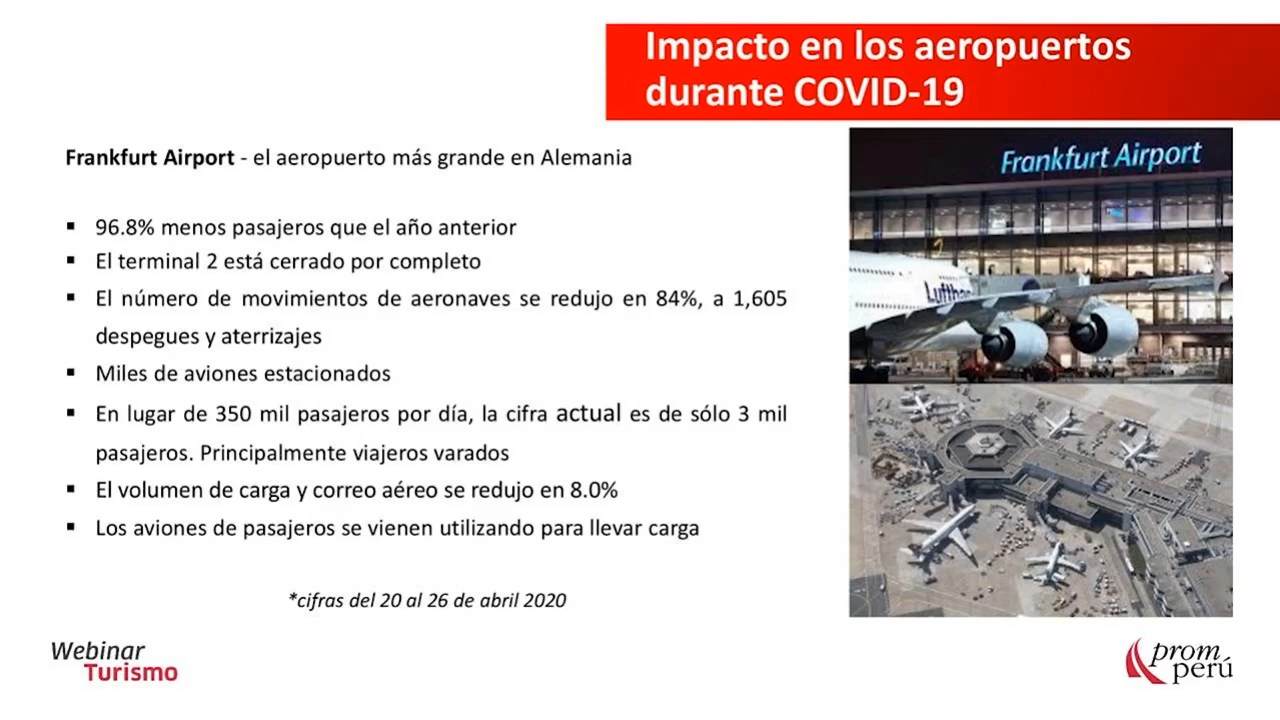 Impacto en los aeropuertos
durante COVID-19
Frankfurt Airport - el aeropuerto más grande en Alemania
▪ 96.8% menos pasajeros que el año anterior
▪ El terminal 2 está cerrado por completo
▪ El número de movimientos de aeronaves se redujo en 84%, a 1,605
despegues y aterrizajes
▪ Miles de aviones estacionados
▪ En lugar de 350 mil pasajeros por día, la cifra actual es de sólo 3 mil
pasajeros. Principalmente viajeros varados
▪ El volumen de carga y correo aéreo se redujo en 8.0%
▪ Los aviones de pasajeros se vienen utilizando para llevar carga
*cifras del 20 al 26 de abril 2020
Frankfurt Airport
Webinar
Turismo
prom
perú